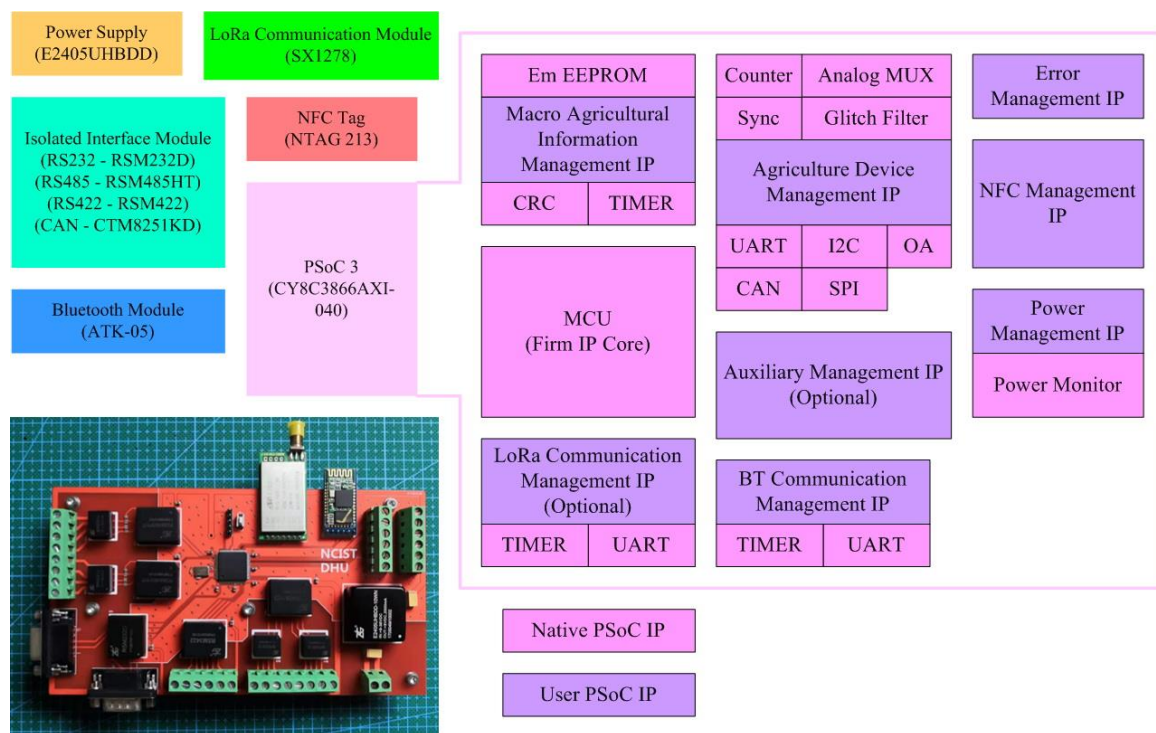 Power Supply
(E2405UHBDD)
LoRa Communication Module
(SX1278)
Isolated Interface Module
(RS232 - RSM232D)
(RS485 - RSM485HT)
(RS422 - RSM422)
(CAN - CTM8251KD)
NFC Tag
(NTAG 213)
PSoC 3
(CY8C3866AXI-
040)
Bluetooth Module
(ATK-05)
Em EEPROM
Macro Agricultural
Information
Management IP
CRC
TIMER
MCU
(Firm IP Core)
LoRa Communication
Management IP
(Optional)
TIMER
UART
Counter
Analog MUX
Sync
Glitch Filter
Agriculture Device
Management IP
UART
I2C
OA
CAN
SPI
Auxiliary Management IP
(Optional)
BT Communication
Management IP
TIMER
UART
Error
Management IP
NFC Management
IP
Power
Management IP
Power Monitor
NCIST
DHU
Native PSoC IP
User PSoC IP